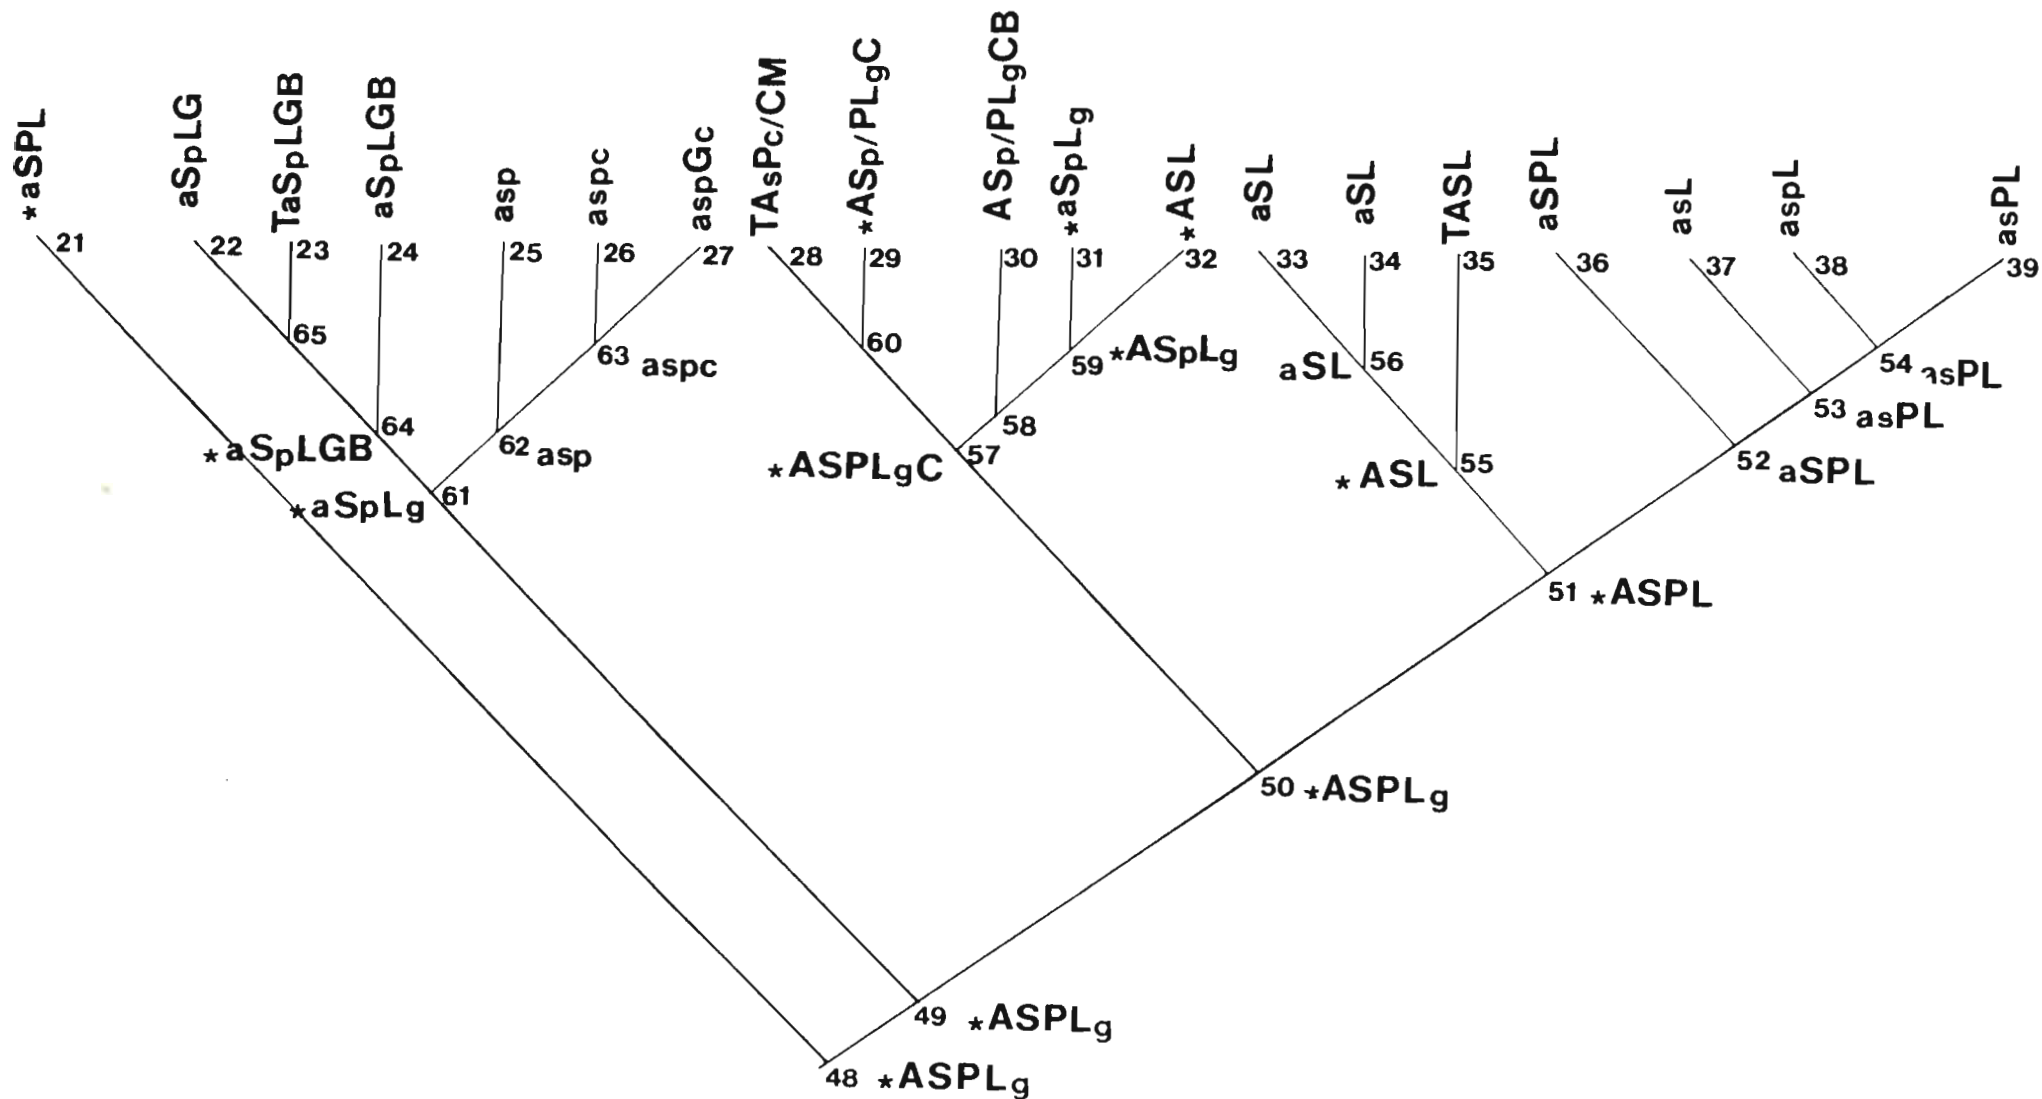 *aSPL
aSpLG
TaSpLGB
aSpLGB
asp
aspc
aspGc
TAsPc/CM
*ASp/PLgC
ASp/PLgCB
*aSpLg
*ASL
aSL
aSL
TASL
aSPL
asL
aspL
asPL
21
22
23
24
25
26
27
28
29
30
31
32
33
34
35
36
37
38
39
65
63 aspc
60
59 *ASpLg
aSL 56
54 asPL
53 asPL
*aSpLGB 64
62 asp
58
*ASPLgC 57
*ASL 55
52 aSPL
*aSpLg 61
51 *ASPL
50 *ASPLg
49 *ASPLg
48 *ASPLg